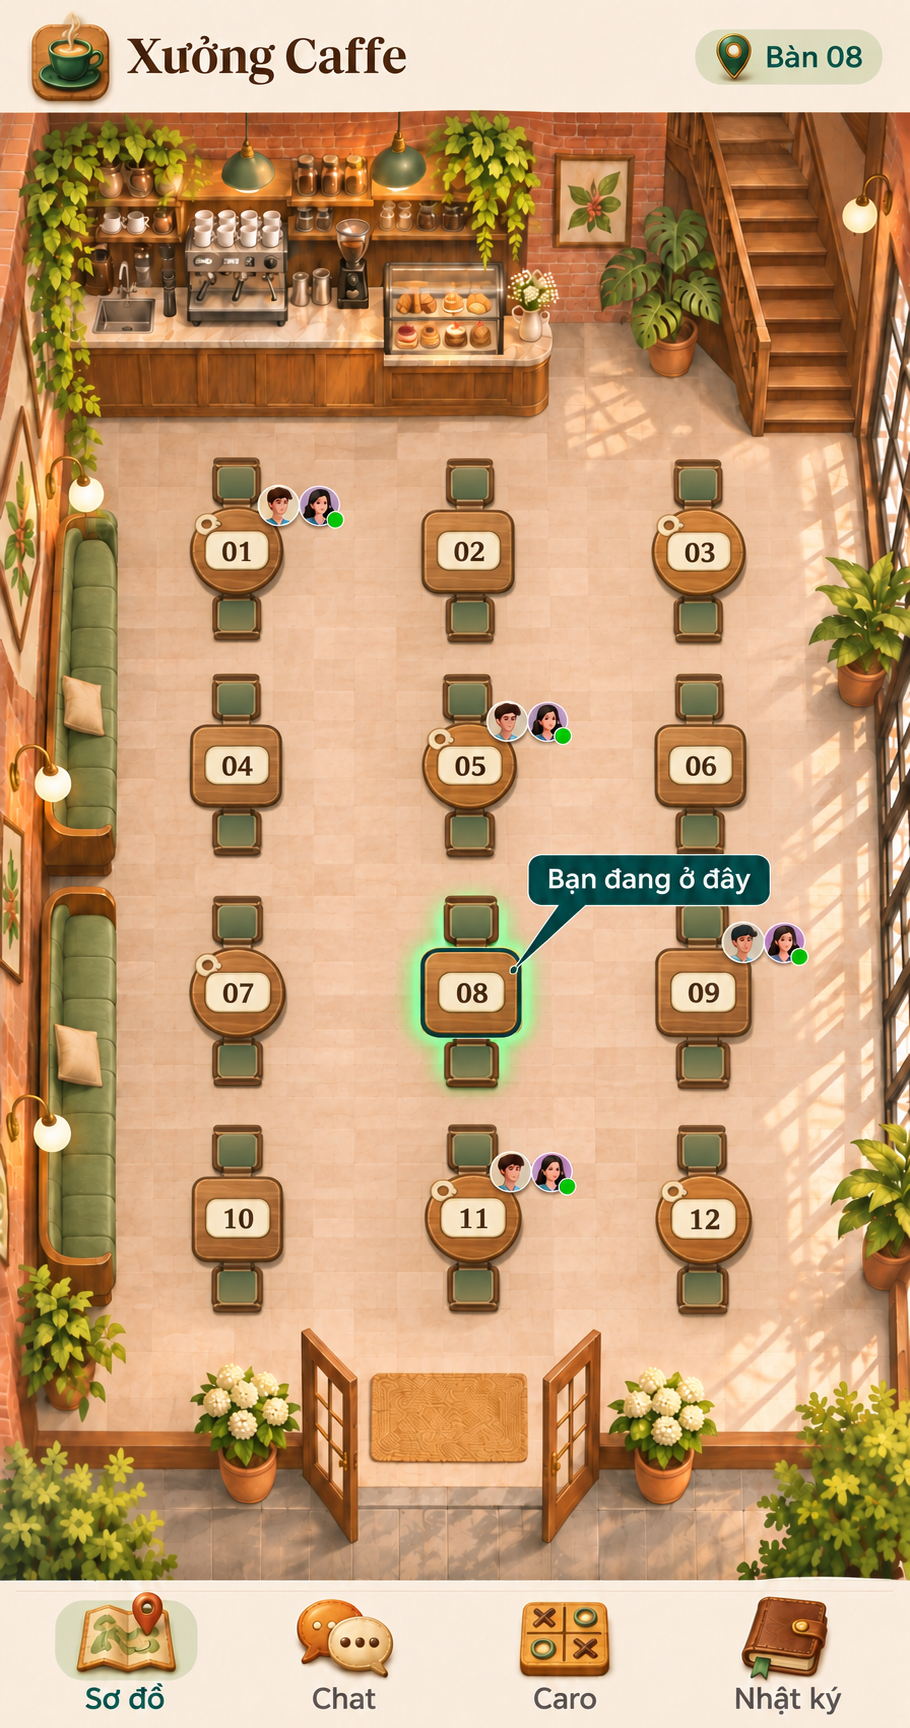 Xưởng Caffe
Bàn 08
01
02
03
04
05
06
Bạn đang ở đây
07
08
09
10
11
12
Sơ đồ
Chat
Caro
Nhật ký